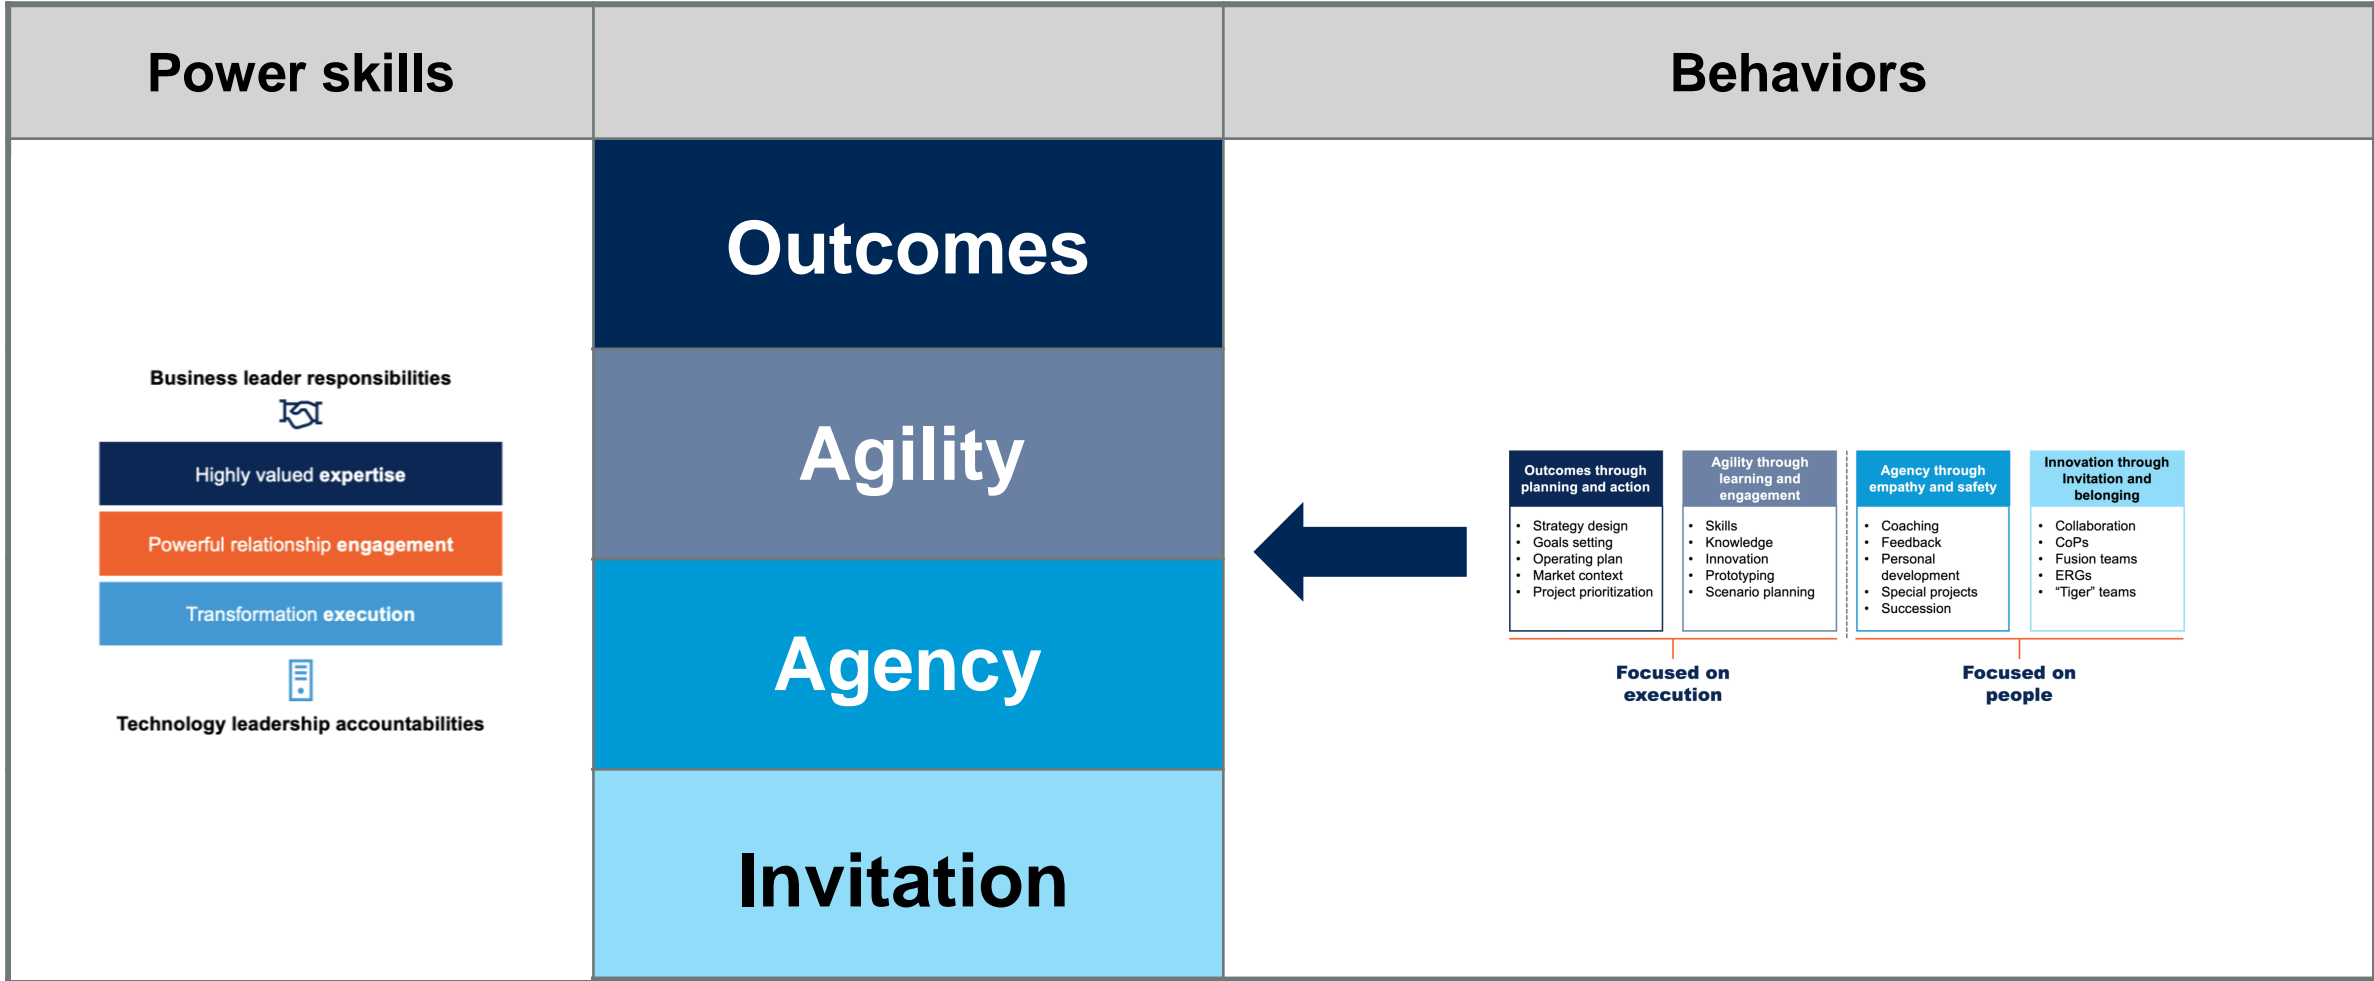 Power skills
Behaviors
Business leader responsibilities
Highly valued expertise
Powerful relationship engagement
Transformation execution
Technology leadership accountabilities
Outcomes
Agility
Agency
Invitation
Outcomes through
planning and action
• Strategy design
• Goals setting
• Operating plan
• Market context
• Project prioritization
Agility through
learning and
engagement
• Skills
• Knowledge
• Innovation
• Prototyping
• Scenario planning
Focused on
execution
Agency through
empathy and safety
• Coaching
• Feedback
• Personal
development
• Special projects
• Succession
Innovation through
Invitation and
belonging
• Collaboration
• CoPs
• Fusion teams
• ERGs
• “Tiger” teams
Focused on
people